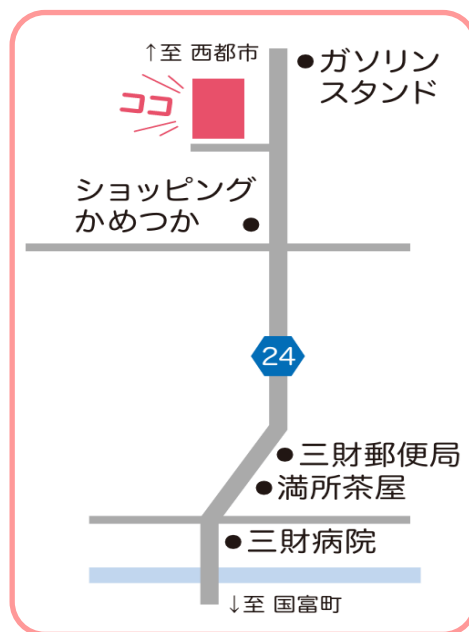 ↑至 西都市
ガソリン
スタンド
ココ
ショッピング
かめつか
24
三財郵便局
満所茶屋
三財病院
↓至 国富町